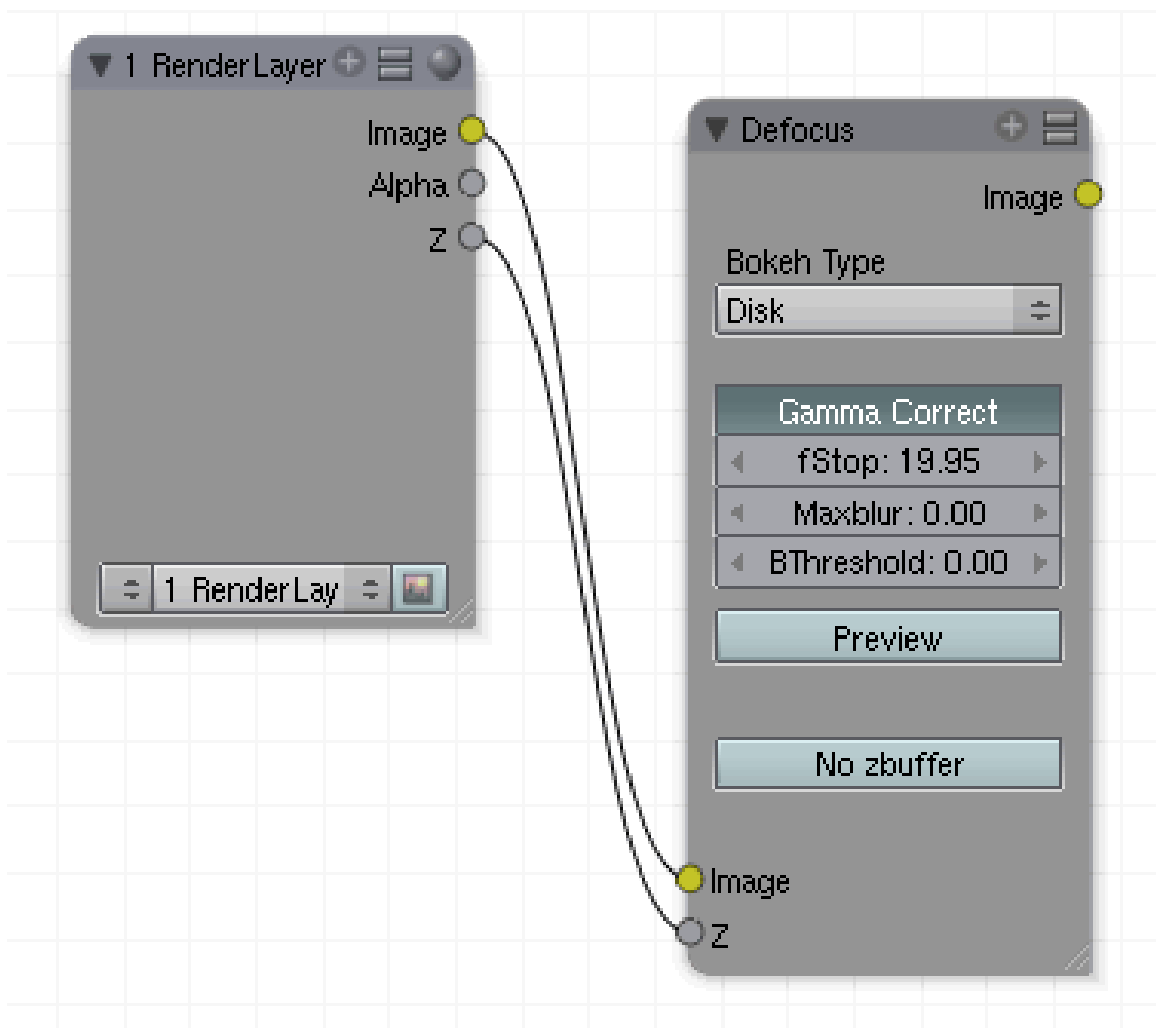 1 RenderLayer
Image
Alpha
Z
1 RenderLay
Defocus
Image
Bokeh Type
Disk
Gamma Correct
fStop: 19.95
Maxblur: 0.00
BThreshold: 0.00
Preview
No zbuffer
Image
Z